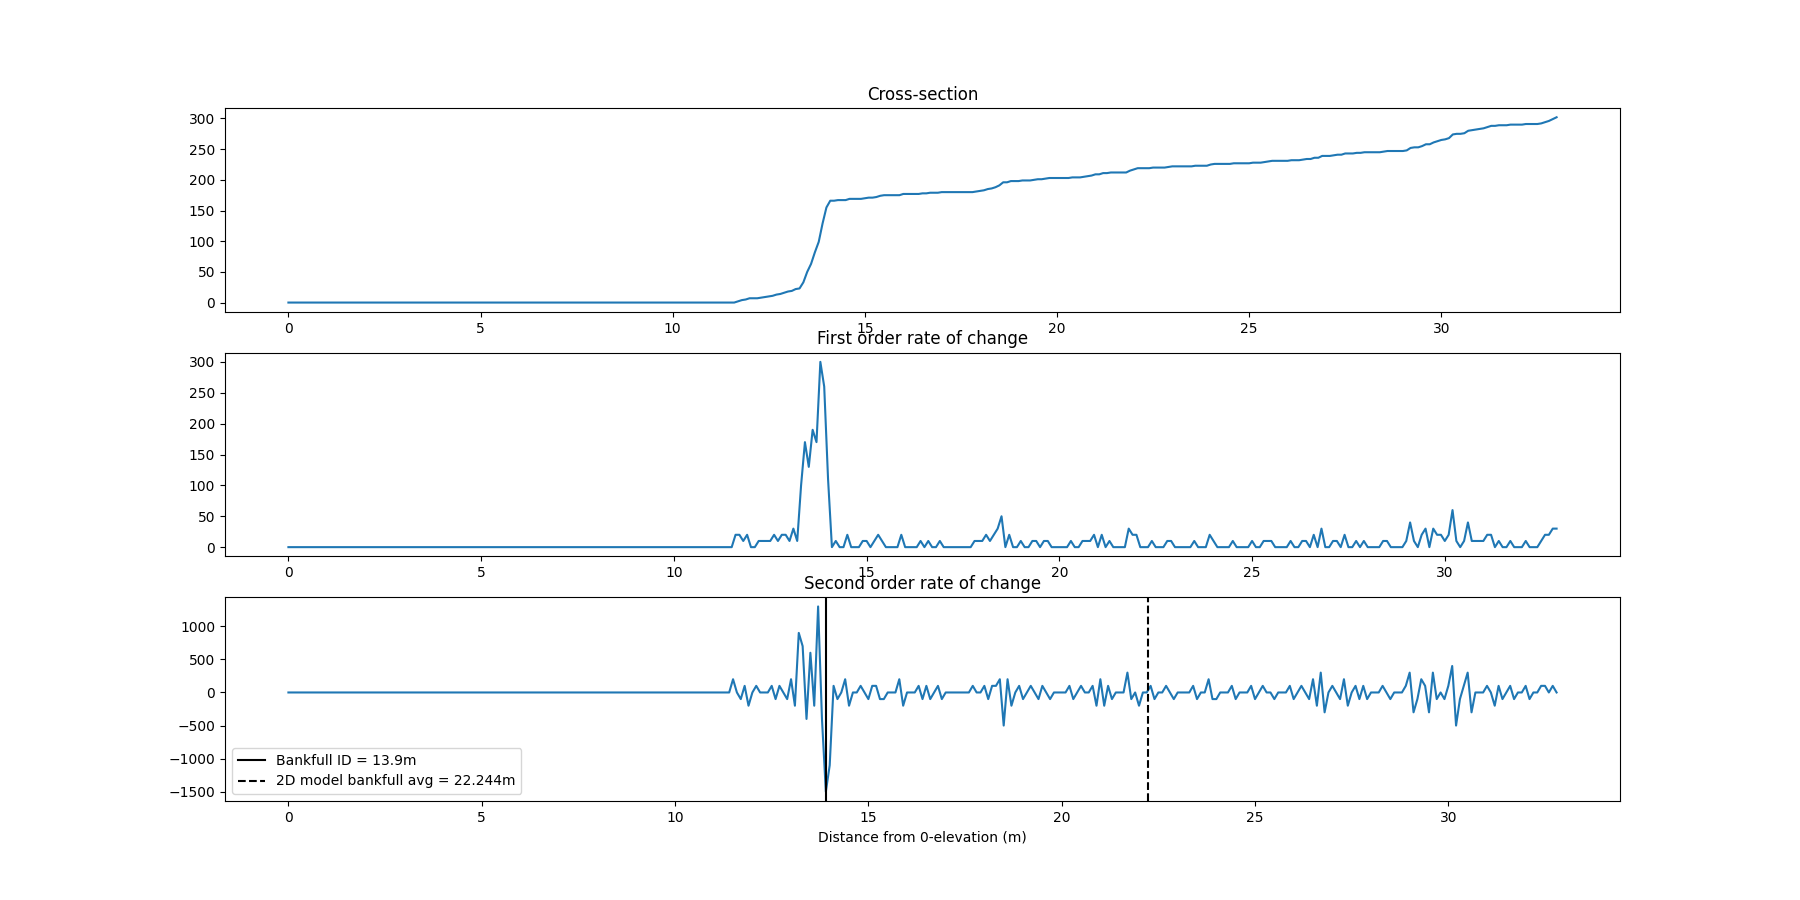 Cross-section
300
250
200
150
100
50
0
0 5 10 15 20 25 30
First order rate of change
300
250
200
150
100
50
0
0 5 10 15 20 25 30
Second order rate of change
1000
500
0
−500
−1000
−1500
Bankfull ID = 13.9m
2D model bankfull avg = 22.244m
0 5 10 15 20 25 30
Distance from 0-elevation (m)